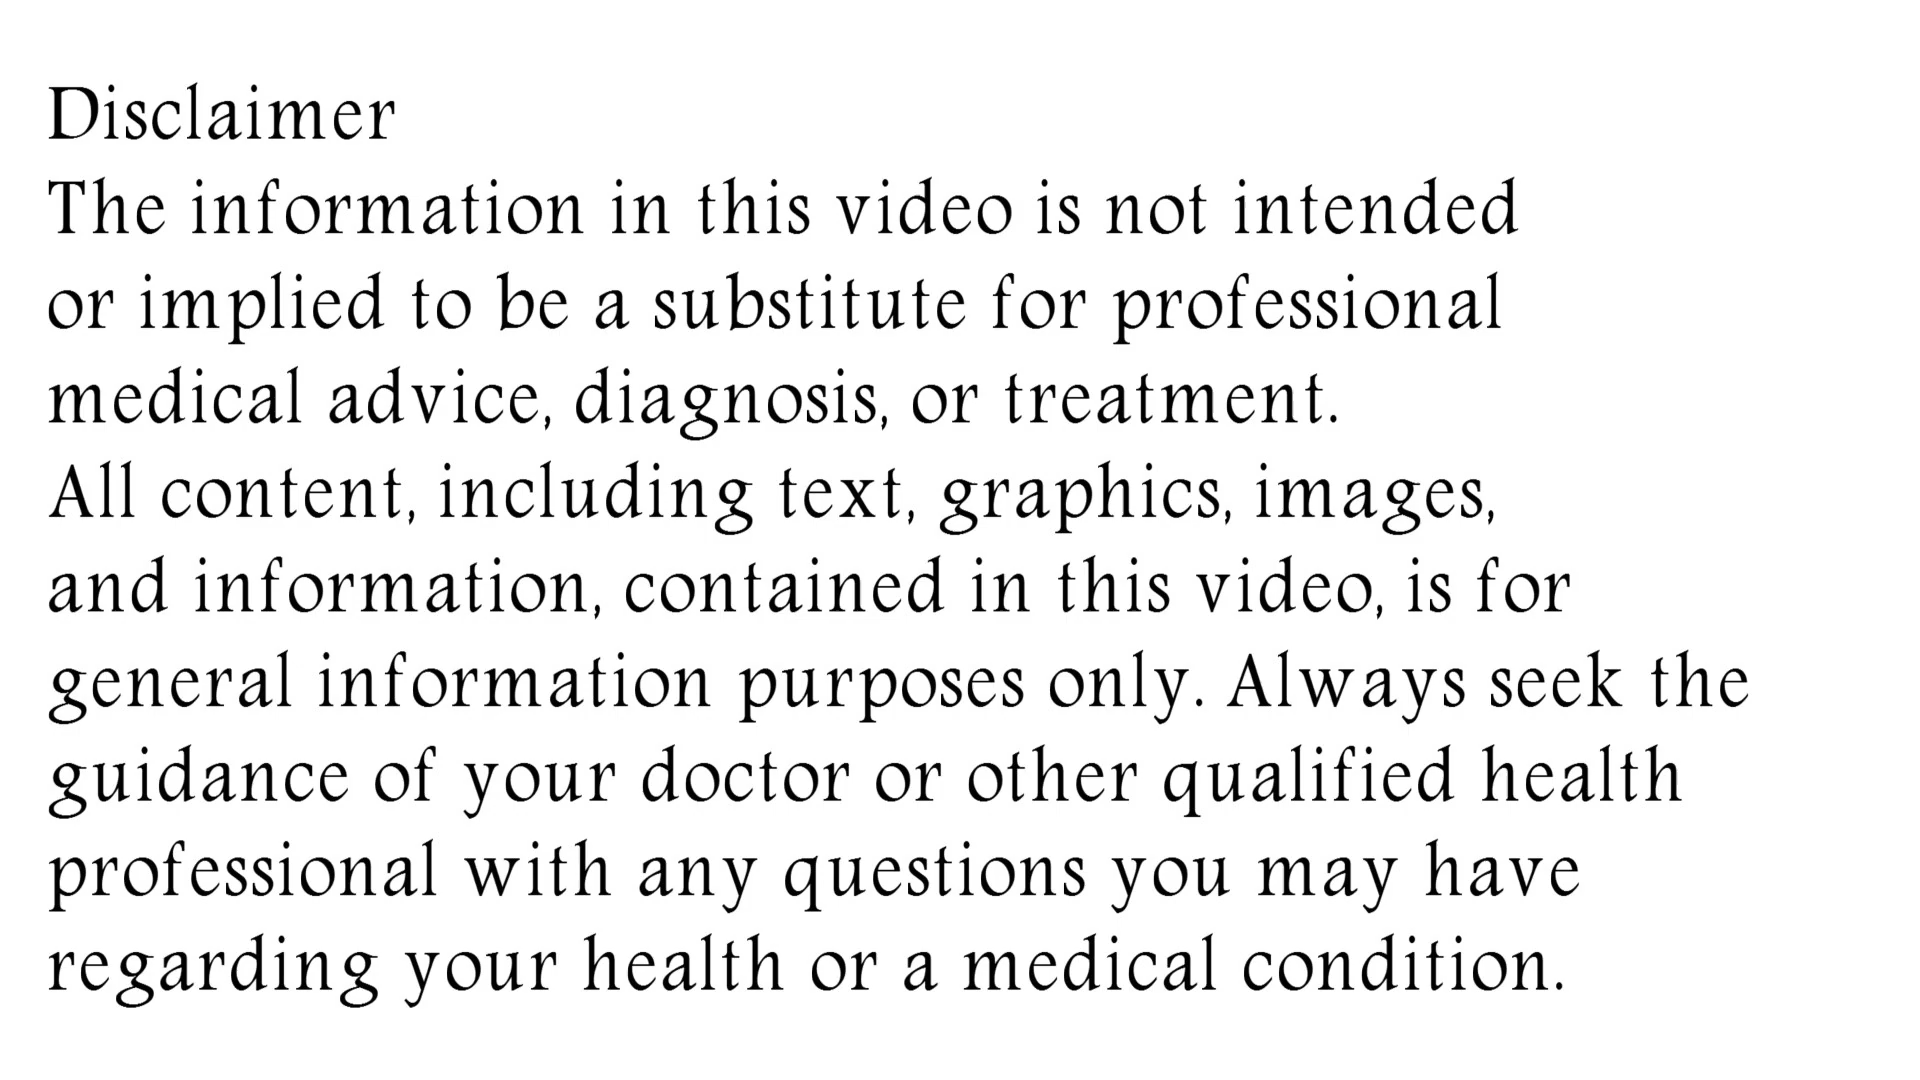 Disclaimer
The information in this video is not intended
or implied to be a substitute for professional
medical advice, diagnosis, or treatment.
All content, including text, graphics, images,
and information, contained in this video, is for
general information purposes only. Always seek the
guidance of your doctor or other qualified health
professional with any questions you may have
regarding your health or a medical condition.